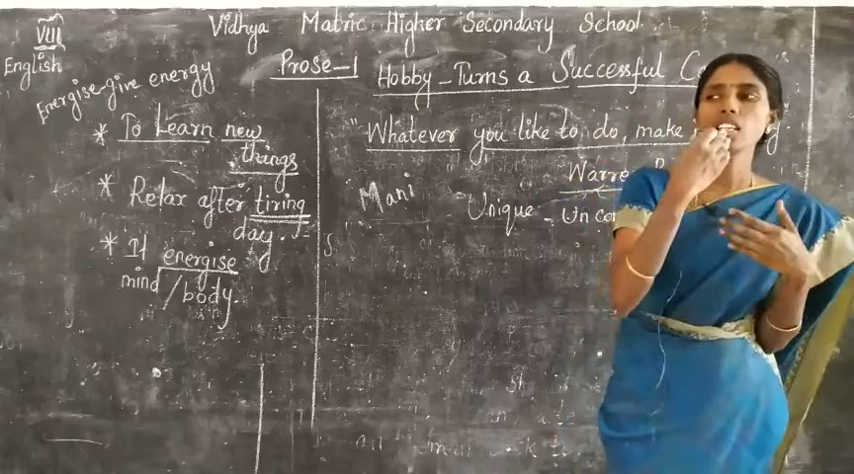 VIII
Vidhya Matric Higher Secondary School
English
Prose-1
Hobby-Turns a Successful
Energise-give energy
* To Learn new
things
* Relax after tiring
day.
* It energise
mind/body.
"Whatever you like to do, make
Mani
Unique -